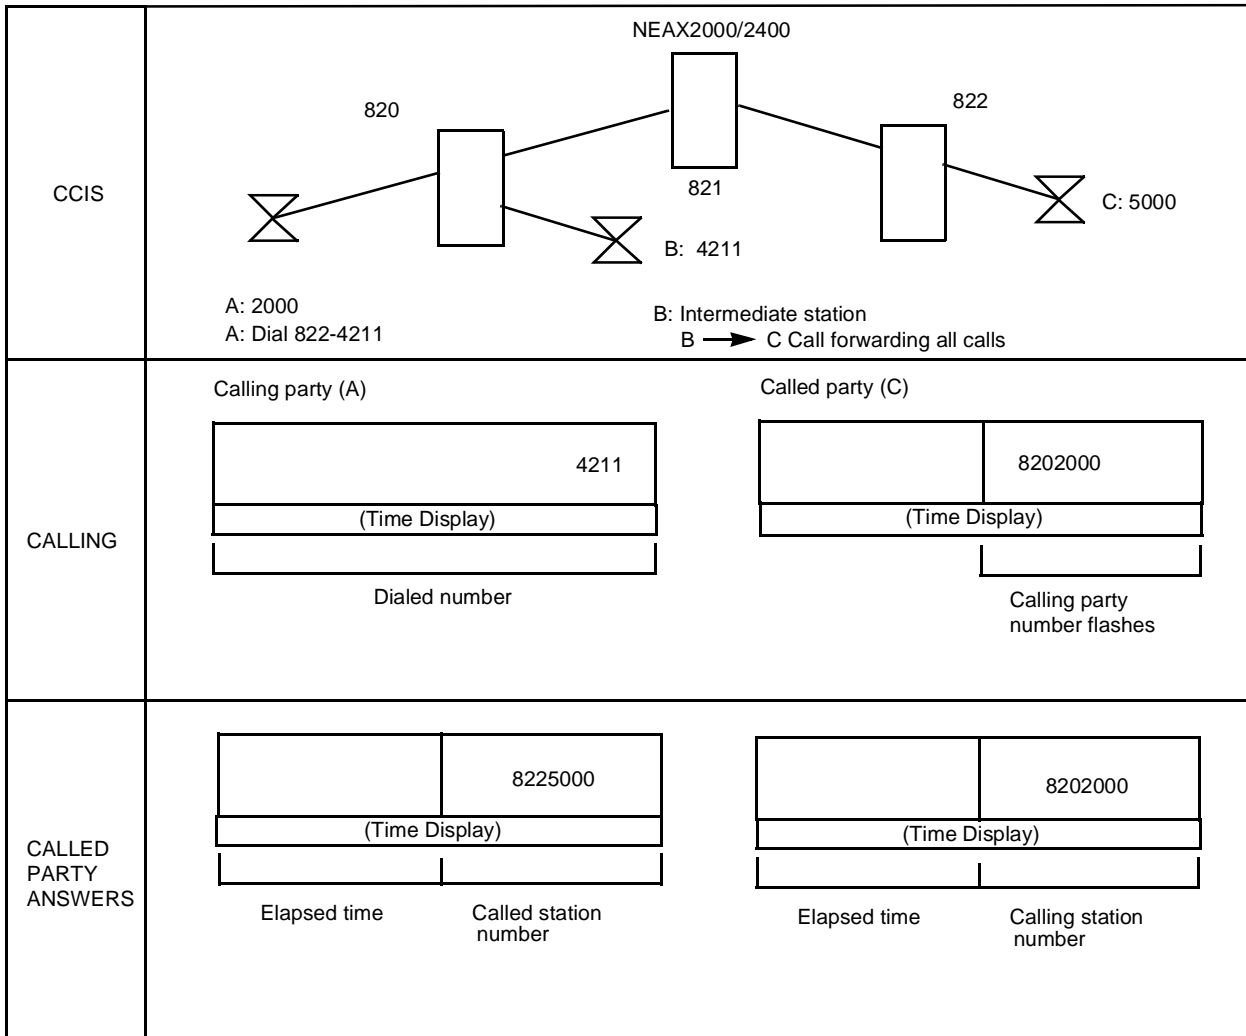 NEAX2000/2400
820
822
CCIS
821
C: 5000
B: 4211
A: 2000
A: Dial 822-4211
B: Intermediate station
B → C Call forwarding all calls
CALLING
Calling party (A)
4211
(Time Display)
Dialed number
Called party (C)
8202000
(Time Display)
Calling party
number flashes
CALLED
PARTY
ANSWERS
8225000
(Time Display)
Elapsed time
Called station
number
8202000
(Time Display)
Elapsed time
Calling station
number